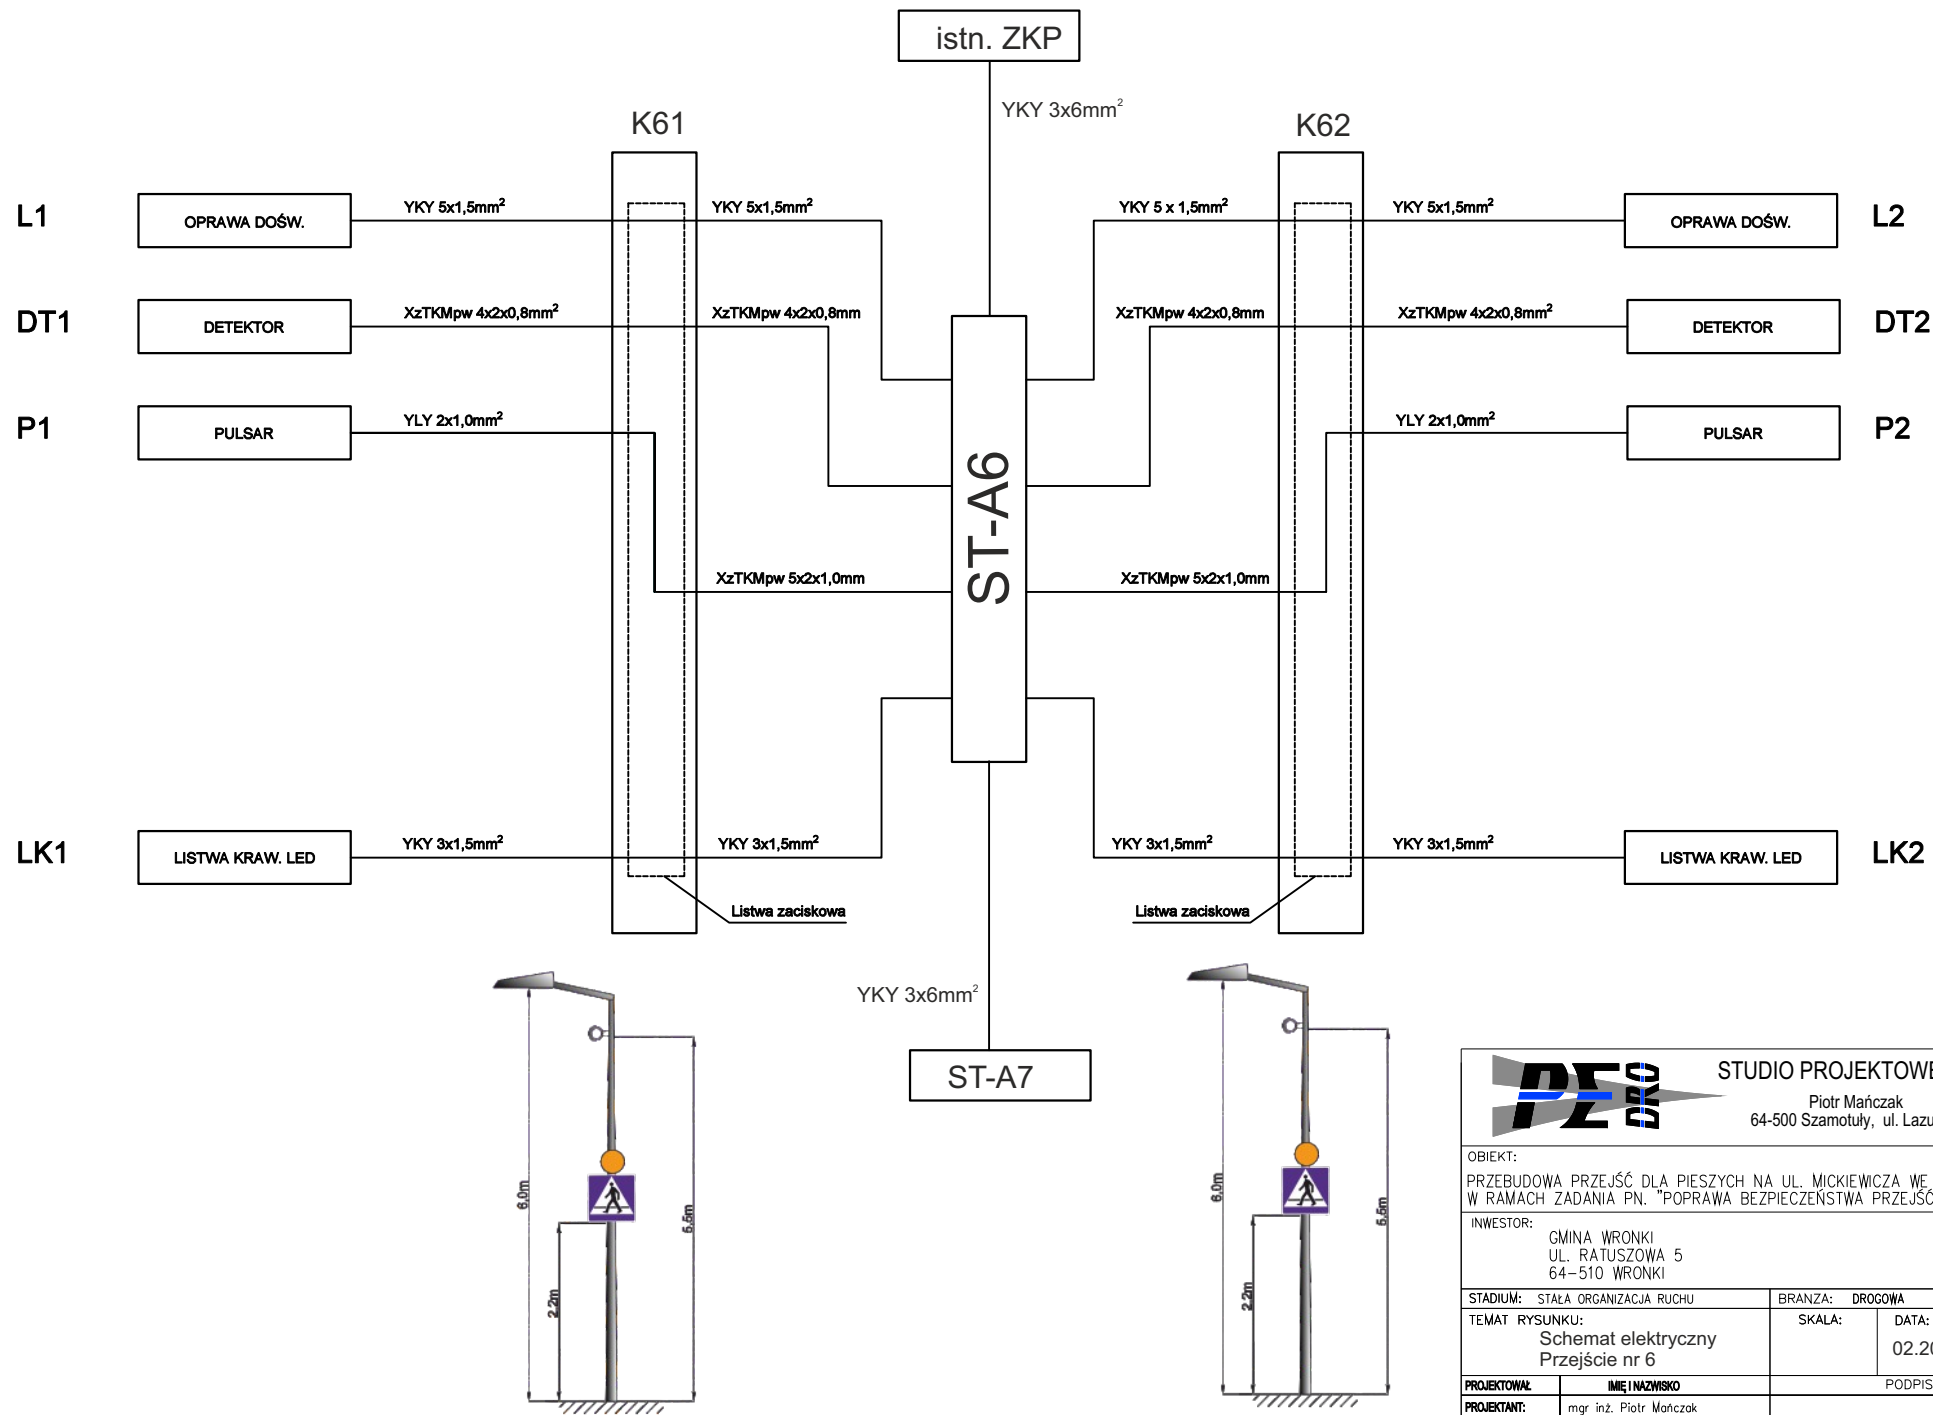 istn. ZKP
YKY 3x6mm²
K61
K62
L1
OPRAWA DOŚW.
YKY 5x1,5mm²
YKY 5x1,5mm²
YKY 5 x 1,5mm²
YKY 5x1,5mm²
OPRAWA DOŚW.
L2
DT1
DETEKTOR
XzTKMpw 4x2x0,8mm²
XzTKMpw 4x2x0,8mm
XzTKMpw 4x2x0,8mm
XzTKMpw 4x2x0,8mm²
DETEKTOR
DT2
P1
PULSAR
YLY 2x1,0mm²
YLY 2x1,0mm²
PULSAR
P2
ST-A6
XzTKMpw 5x2x1,0mm
XzTKMpw 5x2x1,0mm
LK1
LISTWA KRAW. LED
YKY 3x1,5mm²
YKY 3x1,5mm²
YKY 3x1,5mm²
YKY 3x1,5mm²
LISTWA KRAW. LED
LK2
Listwa zaciskowa
Listwa zaciskowa
YKY 3x6mm²
ST-A7
6,0m
2,2m
5,5m
6,0m
2,2m
5,5m
PE DRO
STUDIO PROJEKTOWE
Piotr Mańczak
64-500 Szamotuły, ul. Lazu
OBIEKT:
PRZEBUDOWA PRZEJŚĆ DLA PIESZYCH NA UL. MICKIEWICZA WE
W RAMACH ZADANIA PN. "POPRAWA BEZPIECZEŃSTWA PRZEJŚĆ
INWESTOR:
GMINA WRONKI
UL. RATUSZOWA 5
64-510 WRONKI
STADIUM: STAŁA ORGANIZACJA RUCHU
BRANZA: DROGOWA
TEMAT RYSUNKU:
Schemat elektryczny
Przejście nr 6
SKALA:
DATA:
02.20
PROJEKTOWAŁ
IMIĘ I NAZWISKO
PODPIS
PROJEKTANT:
mgr inż. Piotr Mańczak